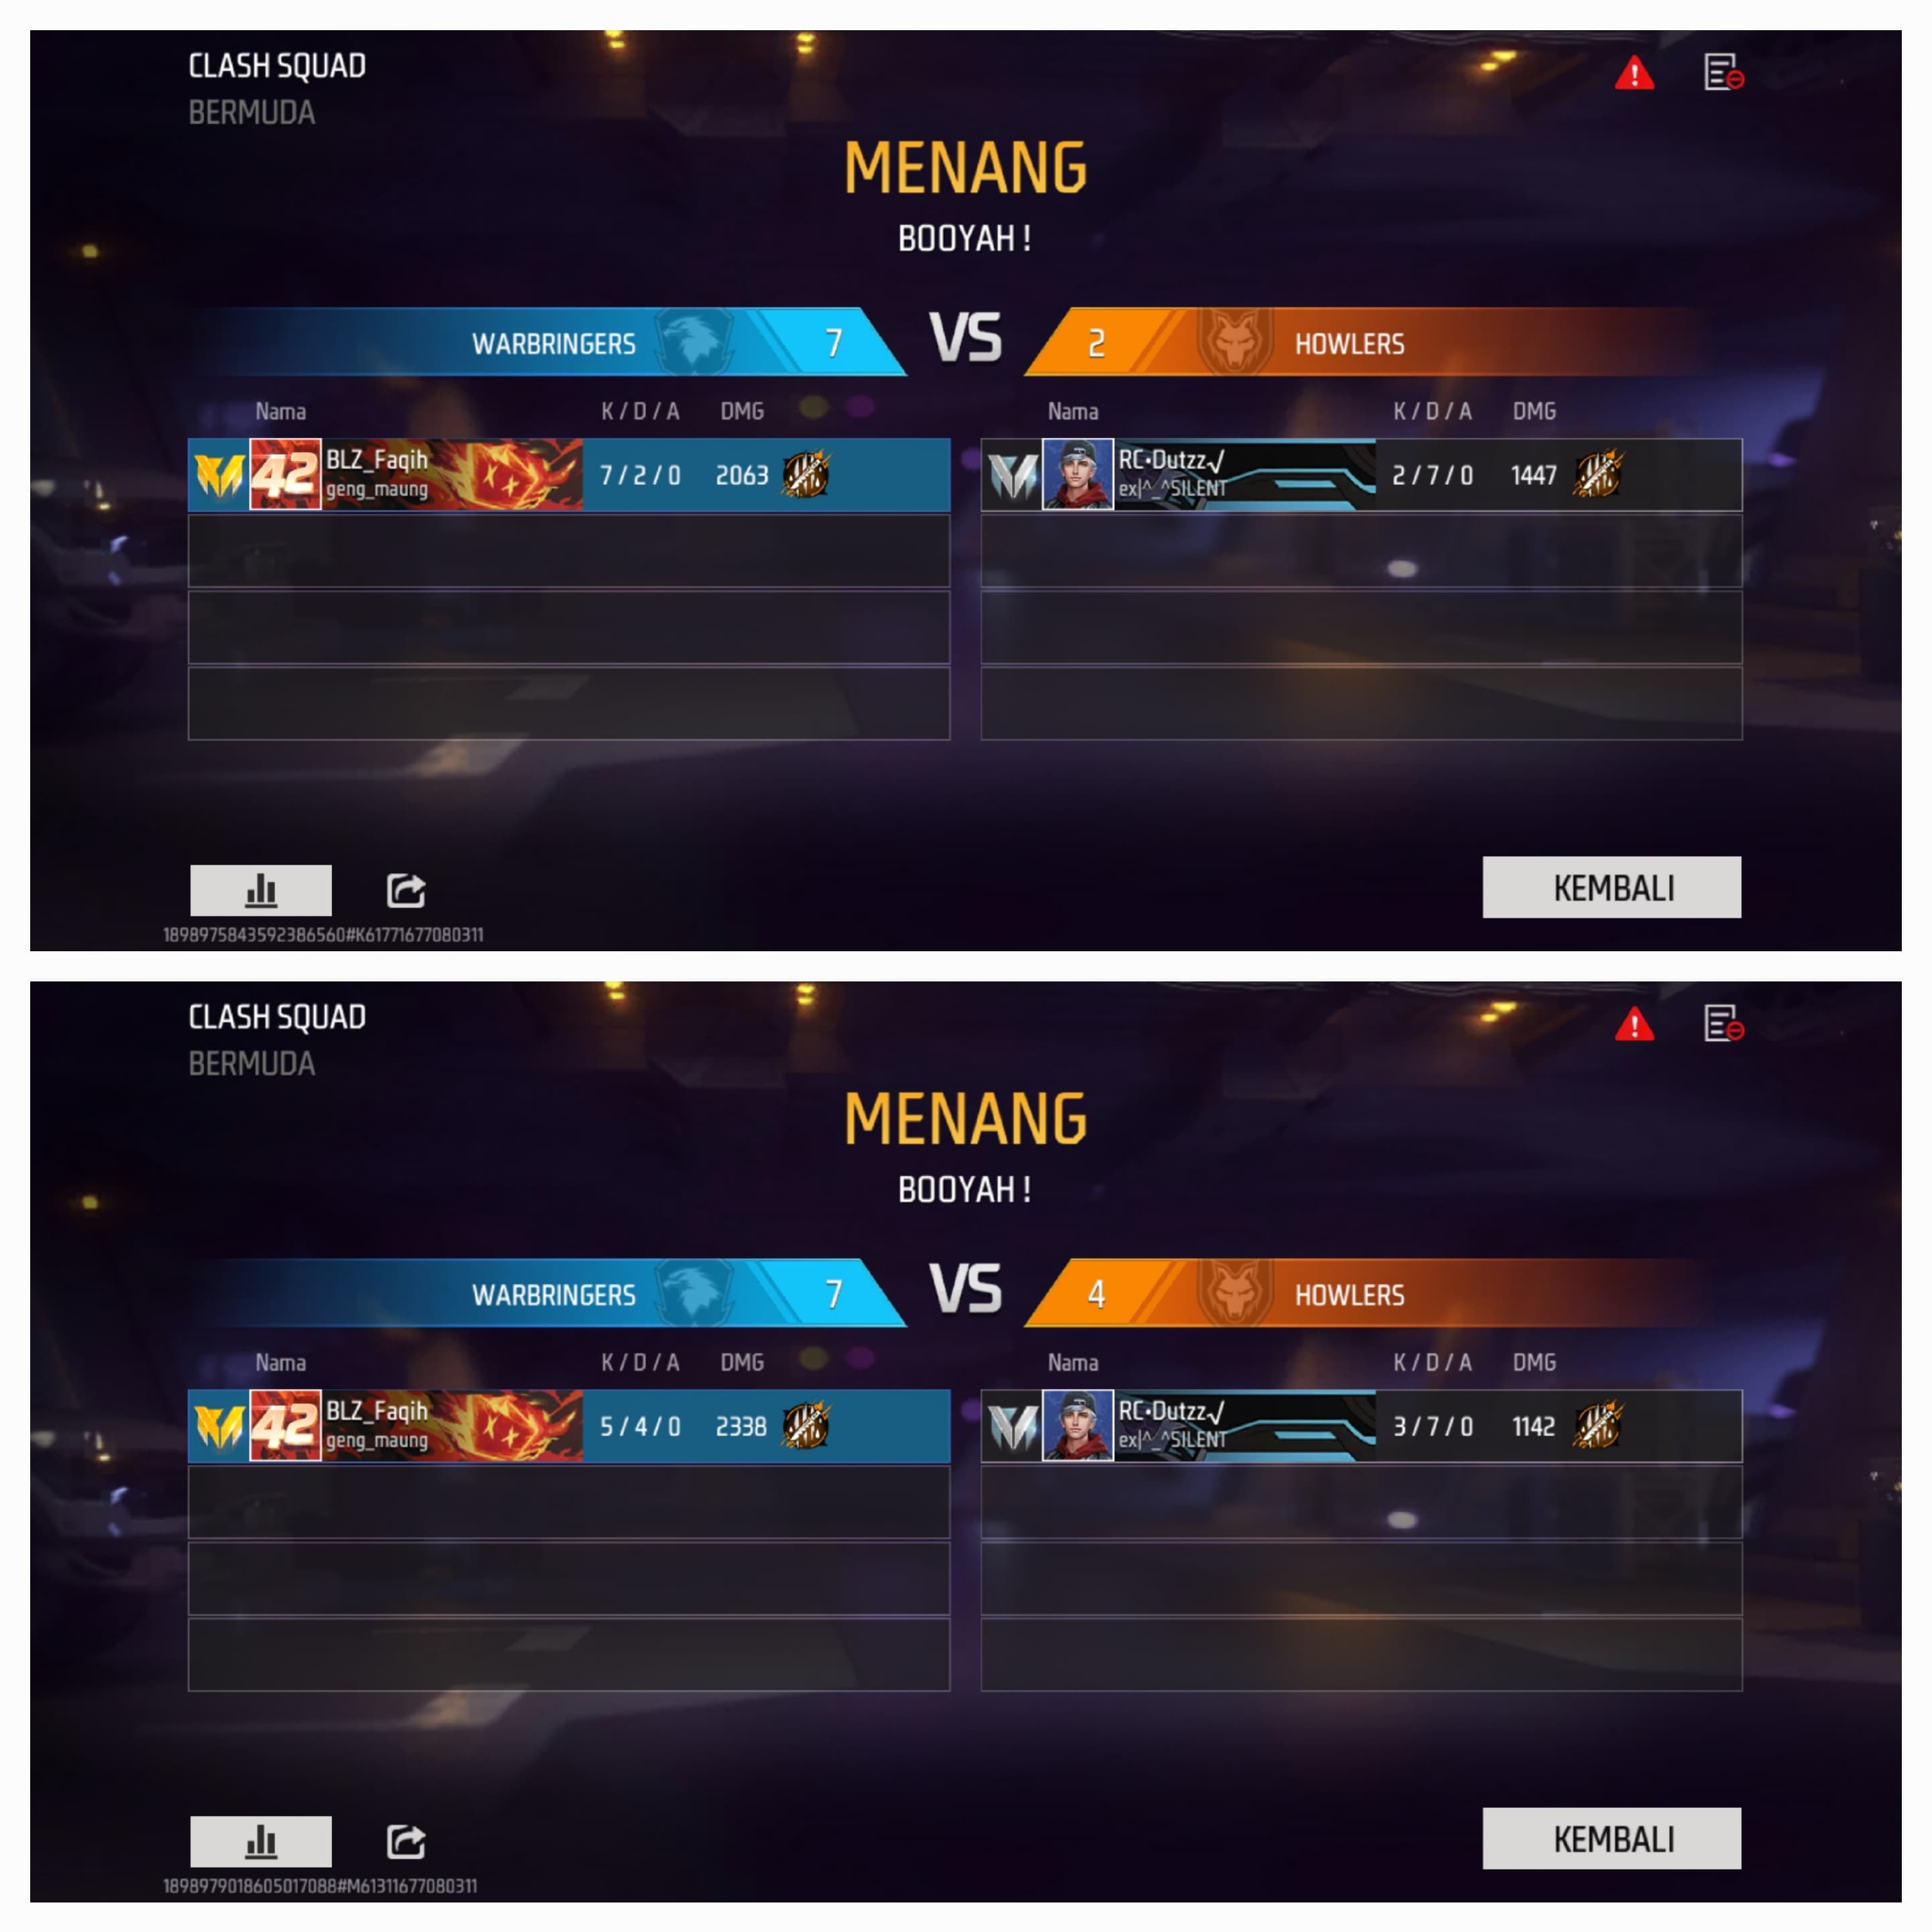 CLASH SQUAD
BERMUDA
MENANG
BOOYAH !
WARBRINGERS 7 VS 2 HOWLERS
Nama K / D / A DMG Nama K / D / A DMG
42 BLZ_Faqih 7 / 2 / 0 2063 RC•Dutzz√ 2 / 7 / 0 1447
geng_maung ex|^_^SILENT
KEMBALI
1898975843592386560#K61771677080311
CLASH SQUAD
BERMUDA
MENANG
BOOYAH !
WARBRINGERS 7 VS 4 HOWLERS
Nama K / D / A DMG Nama K / D / A DMG
42 BLZ_Faqih 5 / 4 / 0 2338 RC•Dutzz√ 3 / 7 / 0 1142
geng_maung ex|^_^SILENT
KEMBALI
1898979018605017088#M61311677080311